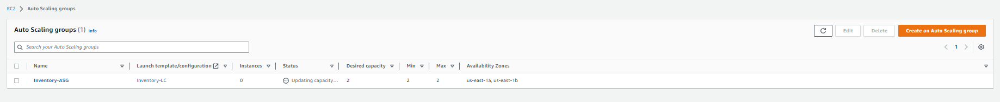 EC2 > Auto Scaling groups
Auto Scaling groups (1) Info
Edit Delete Create an Auto Scaling group
Search your Auto Scaling groups
1
Name Launch template/configuration Instances Status Desired capacity Min Max Availability Zones
Inventory-ASG Inventory-LC 0 Updating capacity... 2 2 2 us-east-1a, us-east-1b